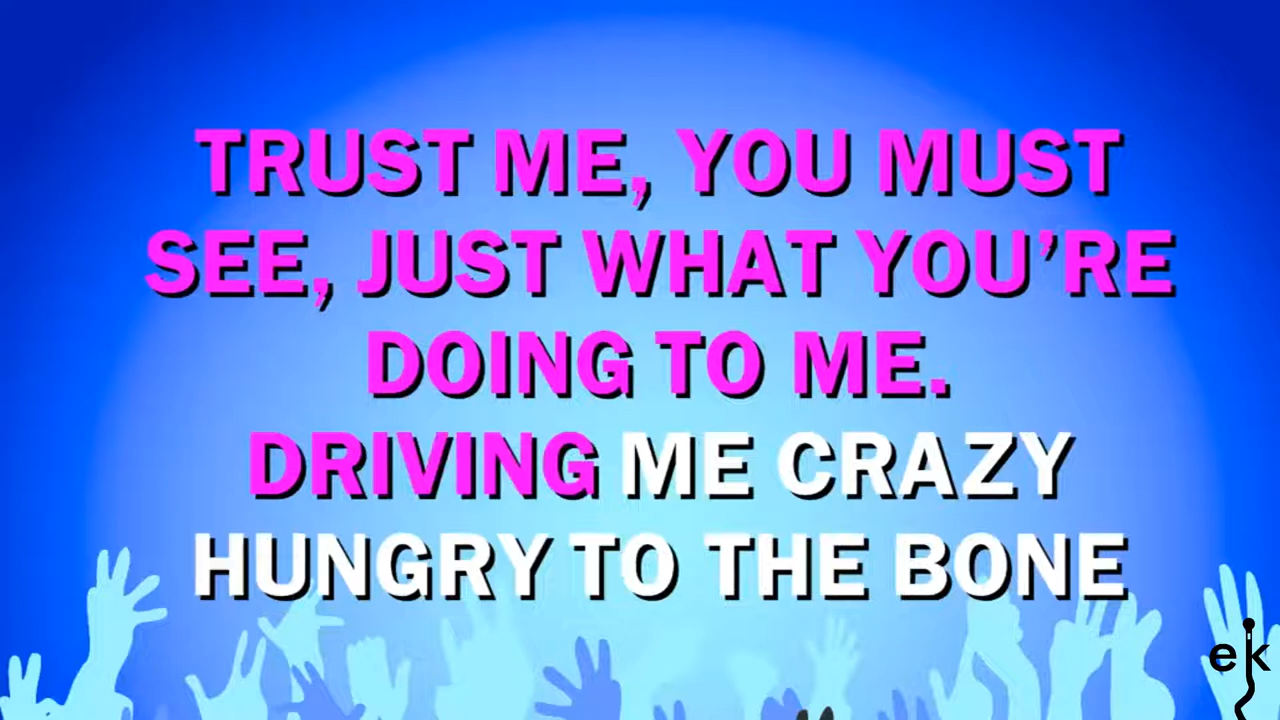 TRUST ME, YOU MUST
SEE, JUST WHAT YOU’RE
DOING TO ME.
DRIVING ME CRAZY
HUNGRY TO THE BONE
ek